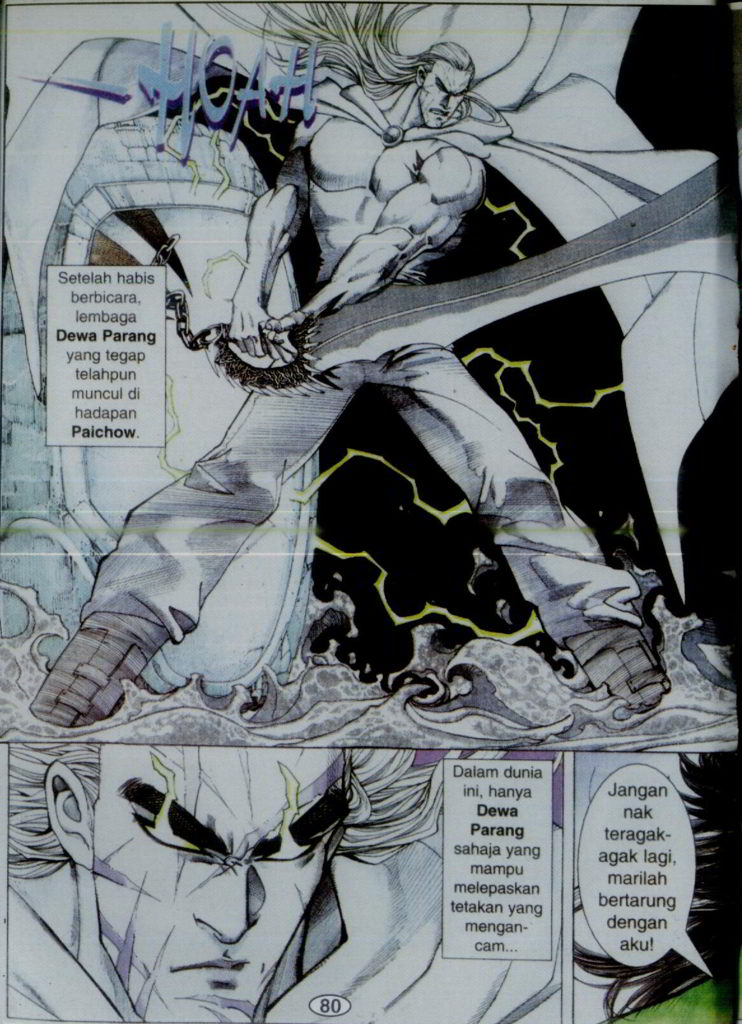 HOAH
Setelah habis
berbicara,
lembaga
Dewa Parang
yang tegap
telahpun
muncul di
hadapan
Paichow.
Dalam dunia
ini, hanya
Dewa
Parang
sahaja yang
mampu
melepaskan
tetakan yang
mengan-
cam...
Jangan
nak
teragak-
agak lagi,
marilah
bertarung
dengan
aku!
80